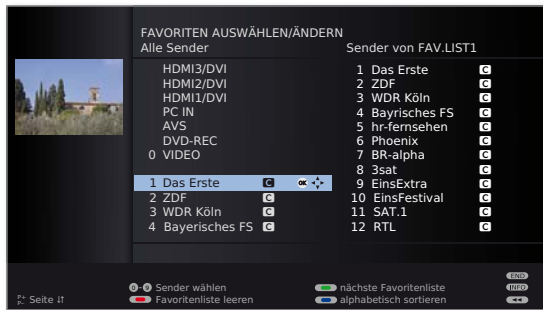 FAVORITEN AUSWÄHLEN/ÄNDERN
Alle Sender
HDMI3/DVI
HDMI2/DVI
HDMI1/DVI
PC IN
AVS
DVD-REC
0 VIDEO
1 Das Erste C OK
2 ZDF C
3 WDR Köln C
4 Bayerisches FS C
Sender von FAV.LIST1
1 Das Erste C
2 ZDF C
3 WDR Köln C
4 Bayrisches FS C
5 hr-fernsehen C
6 Phoenix C
7 BR-alpha C
8 3sat C
9 EinsExtra C
10 EinsFestival C
11 SAT.1 C
12 RTL C
P+
P- Seite
0-9 Sender wählen
Favoritenliste leeren
nächste Favoritenliste
alphabetisch sortieren
END
INFO